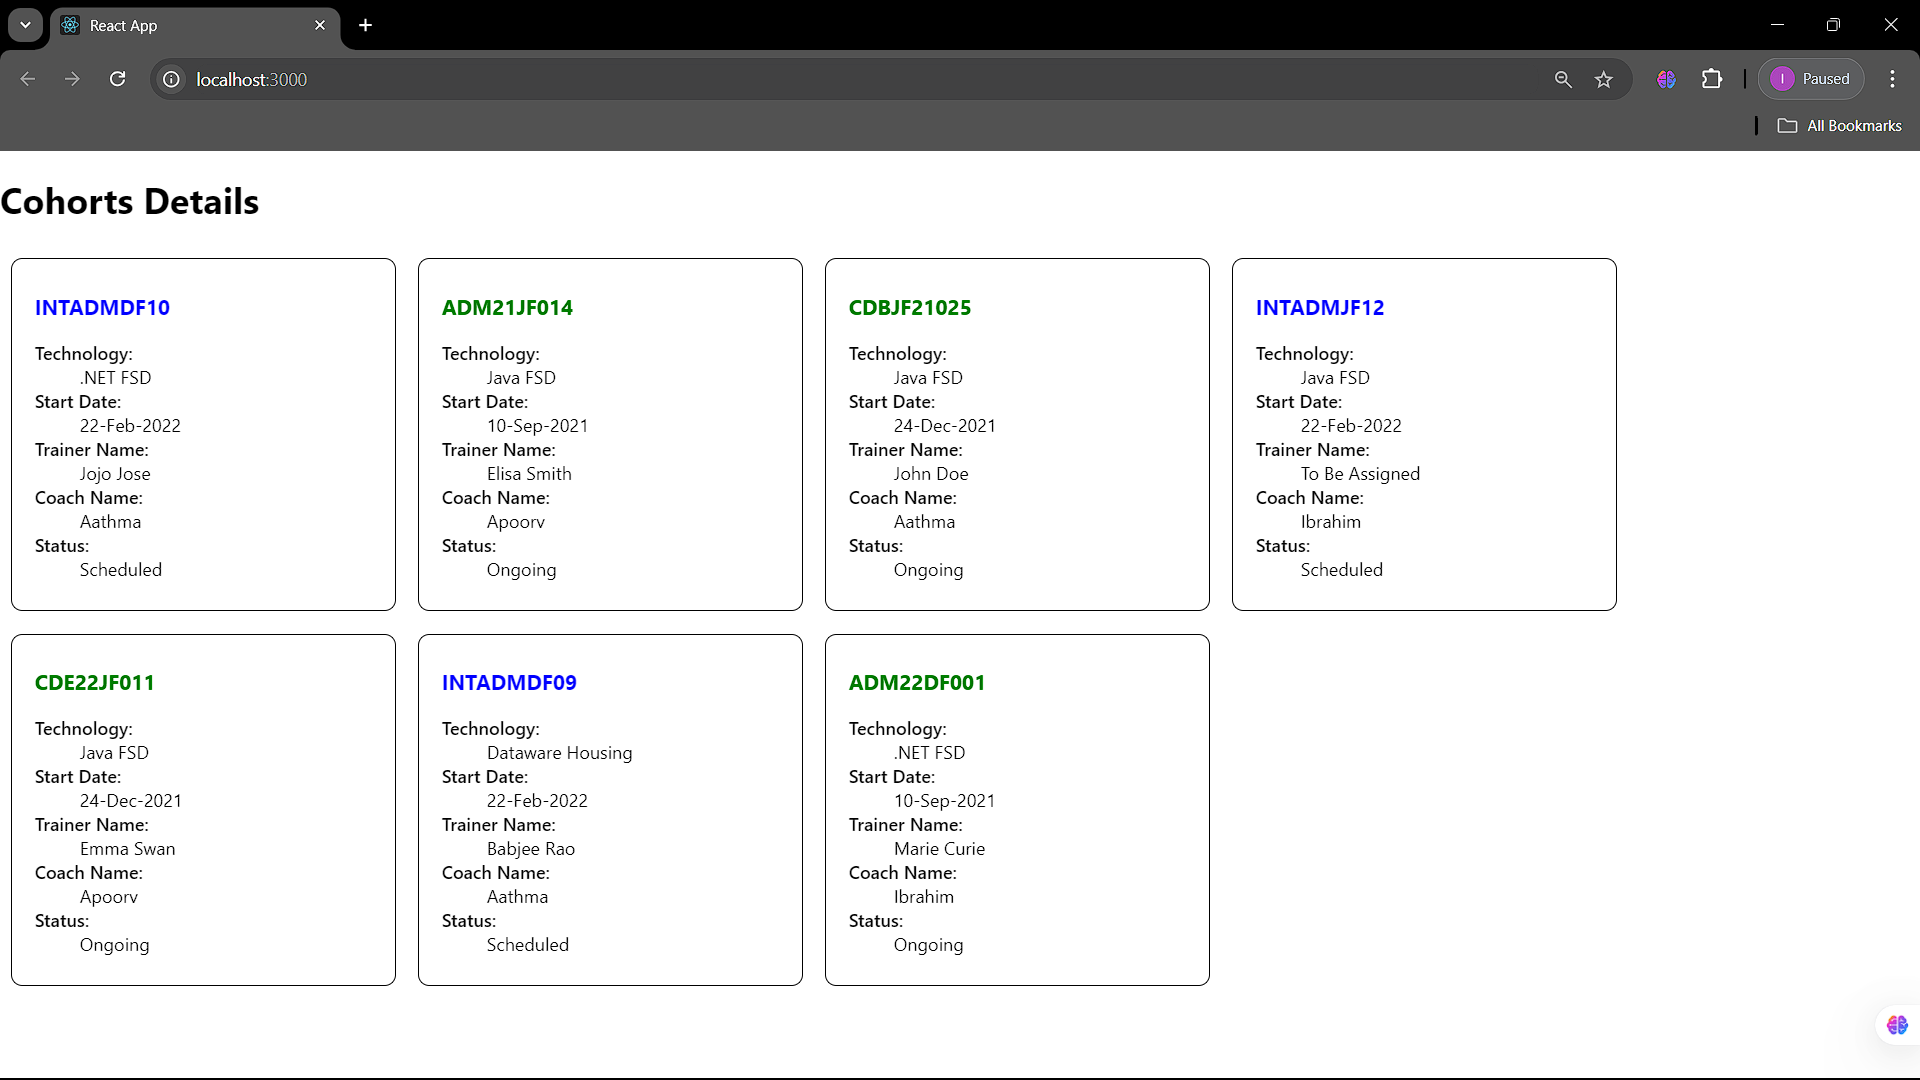 React App
localhost:3000
I
Paused
All Bookmarks
Cohorts Details
INTADMDF10
Technology:
.NET FSD
Start Date:
22-Feb-2022
Trainer Name:
Jojo Jose
Coach Name:
Aathma
Status:
Scheduled
ADM21JF014
Technology:
Java FSD
Start Date:
10-Sep-2021
Trainer Name:
Elisa Smith
Coach Name:
Apoorv
Status:
Ongoing
CDBJF21025
Technology:
Java FSD
Start Date:
24-Dec-2021
Trainer Name:
John Doe
Coach Name:
Aathma
Status:
Ongoing
INTADMJF12
Technology:
Java FSD
Start Date:
22-Feb-2022
Trainer Name:
To Be Assigned
Coach Name:
Ibrahim
Status:
Scheduled
CDE22JF011
Technology:
Java FSD
Start Date:
24-Dec-2021
Trainer Name:
Emma Swan
Coach Name:
Apoorv
Status:
Ongoing
INTADMDF09
Technology:
Dataware Housing
Start Date:
22-Feb-2022
Trainer Name:
Babjee Rao
Coach Name:
Aathma
Status:
Scheduled
ADM22DF001
Technology:
.NET FSD
Start Date:
10-Sep-2021
Trainer Name:
Marie Curie
Coach Name:
Ibrahim
Status:
Ongoing